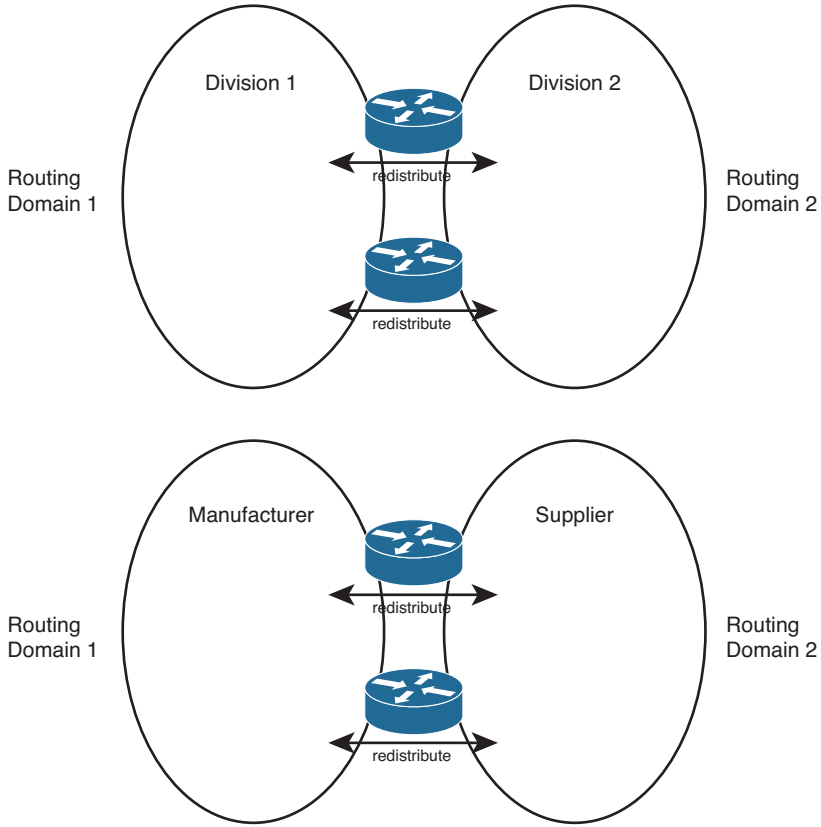 Division 1
Division 2
Routing
Domain 1
redistribute
Routing
Domain 2
redistribute
Manufacturer
Supplier
Routing
Domain 1
redistribute
Routing
Domain 2
redistribute